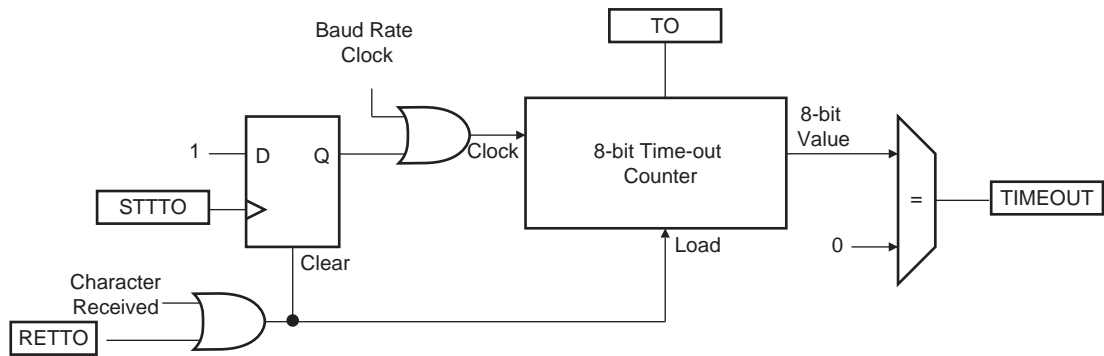 TO
Baud Rate
Clock
1
D
Q
Clock
8-bit Time-out
Counter
8-bit
Value
STTTO
=
TIMEOUT
0
Load
Clear
Character
Received
RETTO